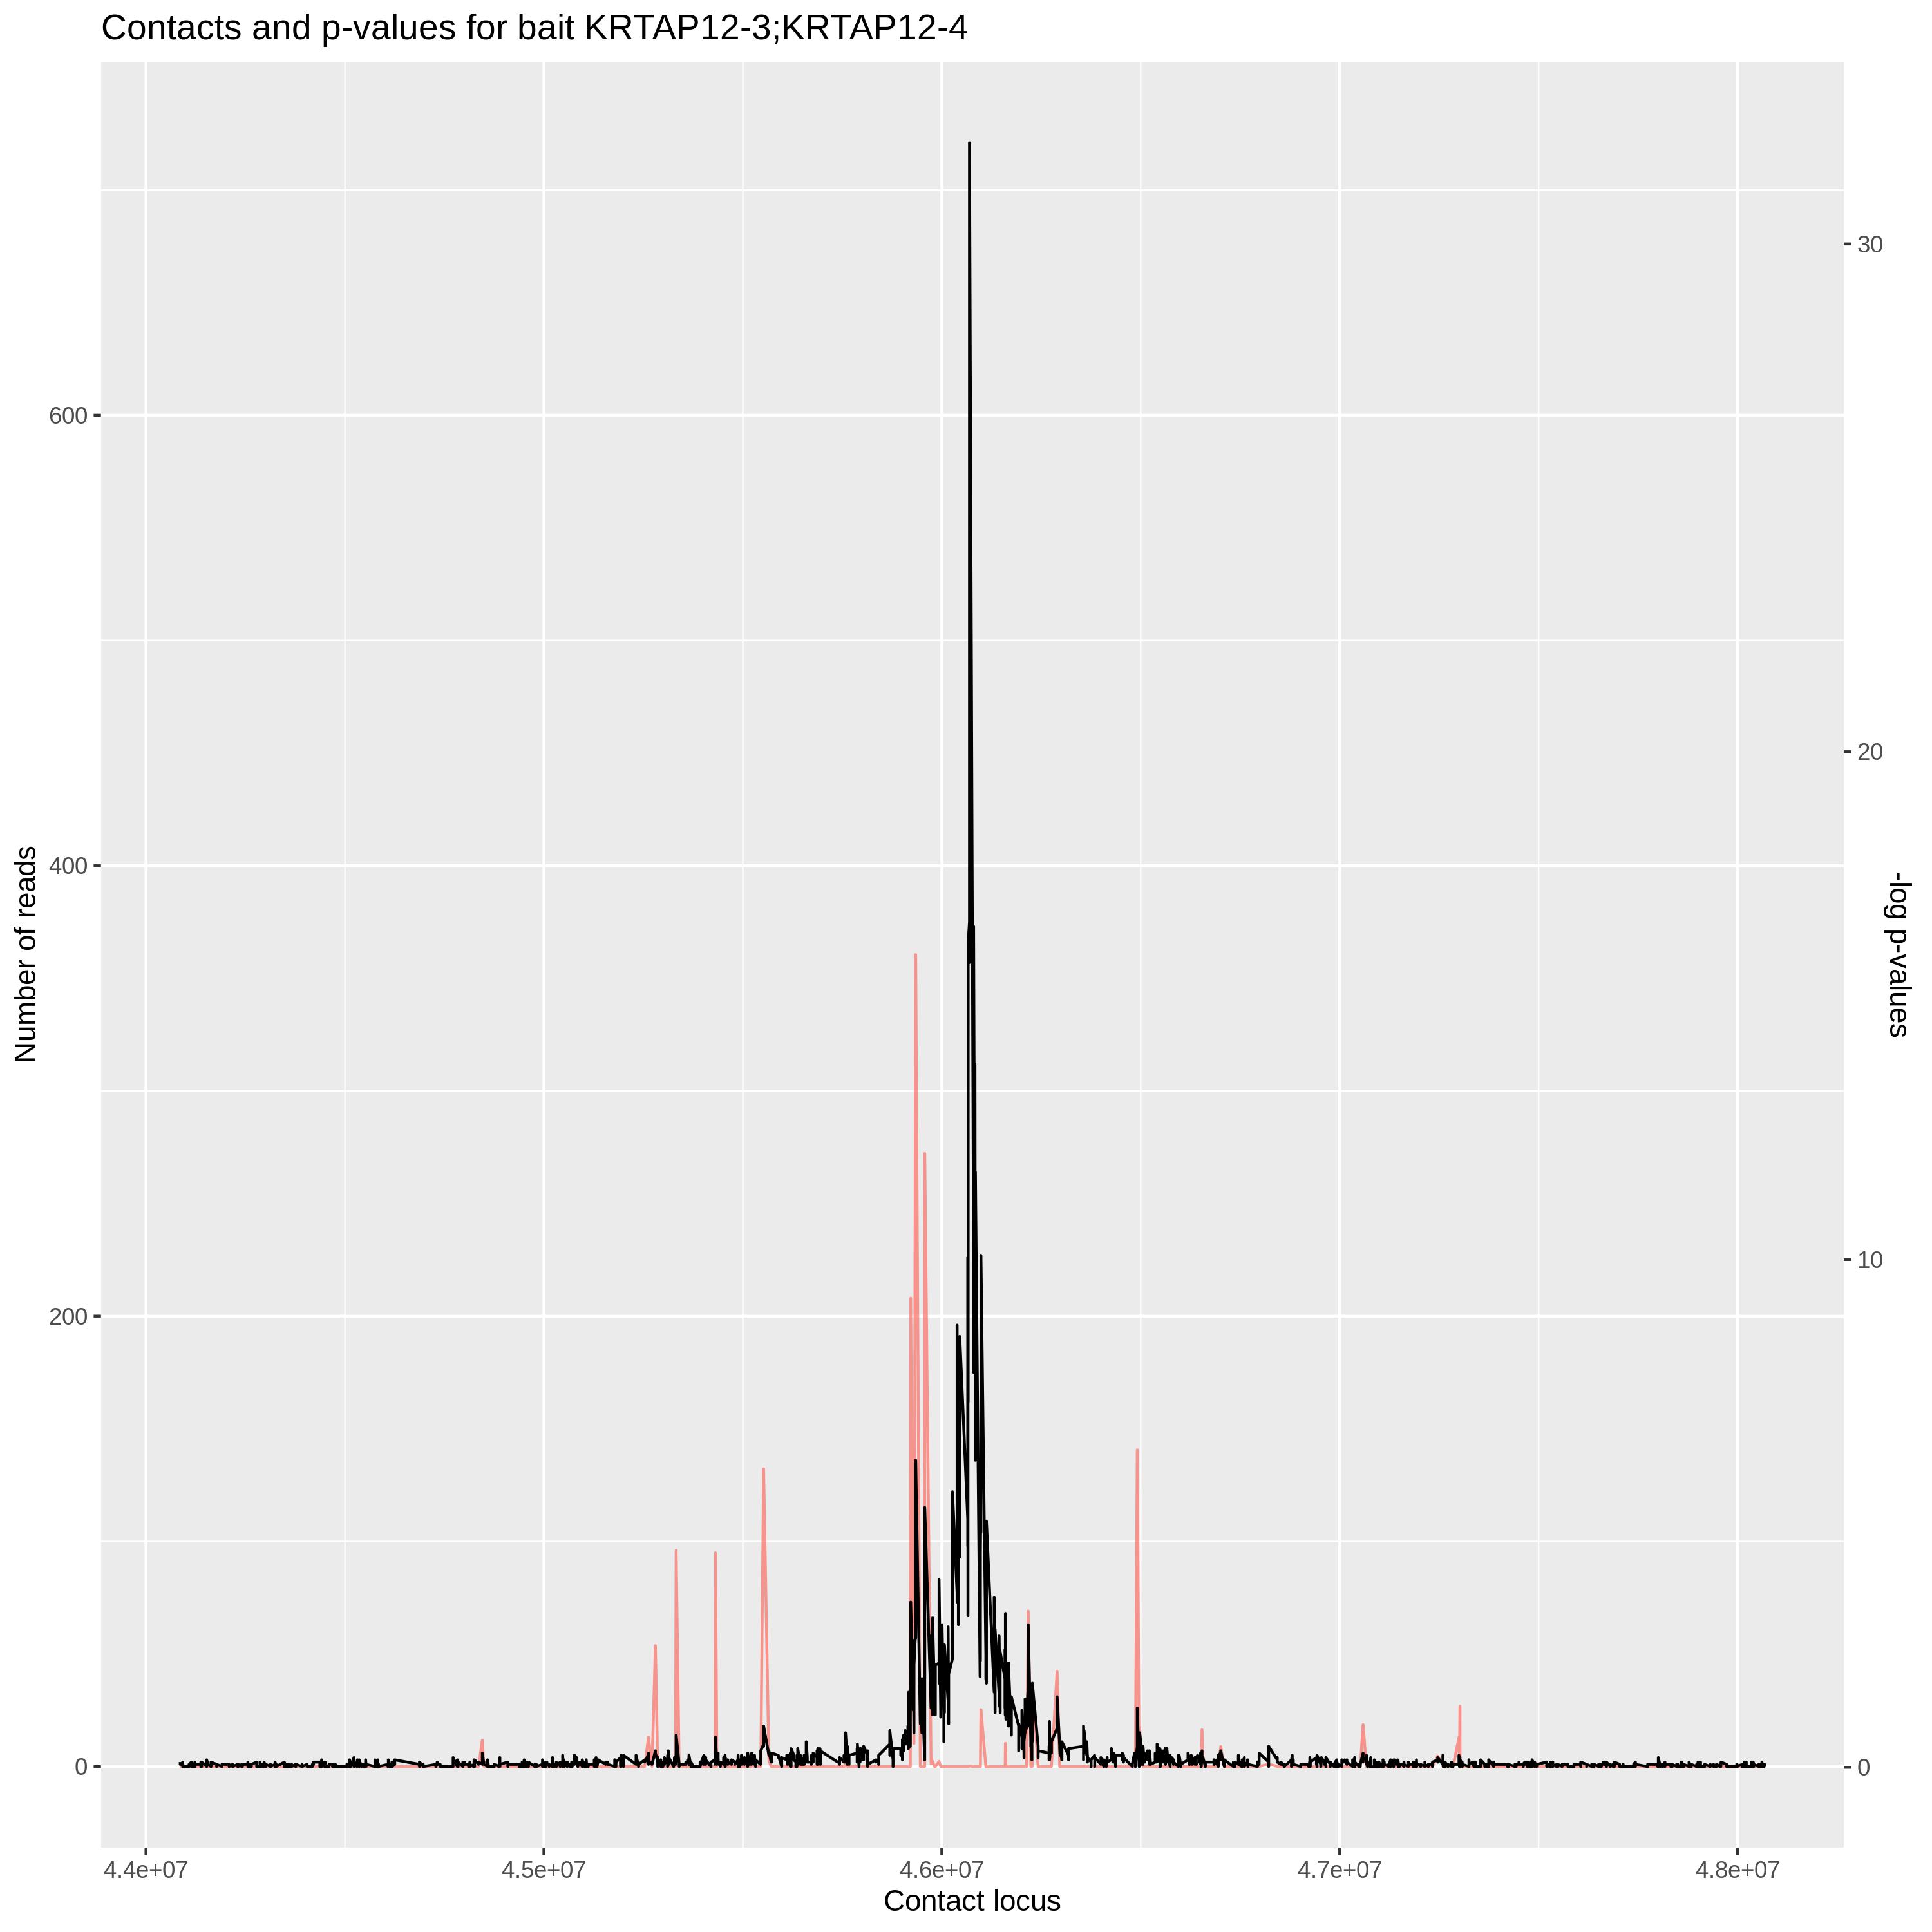 Contacts and p-values for bait KRTAP12-3;KRTAP12-4
Number of reads
600
400
200
0
30
20
10
0
-log p-values
4.4e+07
4.5e+07
4.6e+07
4.7e+07
4.8e+07
Contact locus